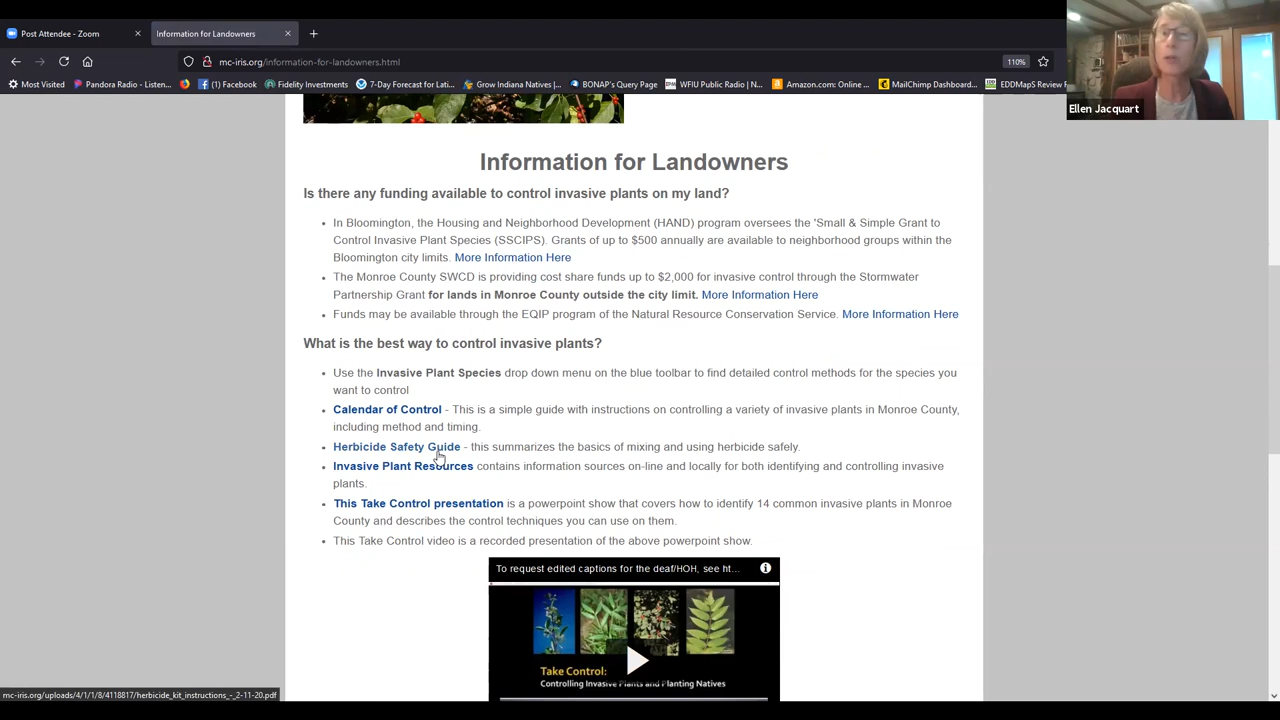 Post Attendee - Zoom
Information for Landowners
mc-iris.org/information-for-landowners.html
110%
Most Visited
Pandora Radio - Listen...
Facebook
Fidelity Investments
7-Day Forecast for Lati...
Grow Indiana Natives |...
BONAP's Query Page
WFIU Public Radio | N...
Amazon.com: Online ...
MailChimp Dashboard...
EDDMapS Review
Ellen Jacquart
Information for Landowners
Is there any funding available to control invasive plants on my land?
• In Bloomington, the Housing and Neighborhood Development (HAND) program oversees the 'Small & Simple Grant to
Control Invasive Plant Species (SSCIPS). Grants of up to $500 annually are available to neighborhood groups within the
Bloomington city limits. More Information Here
• The Monroe County SWCD is providing cost share funds up to $2,000 for invasive control through the Stormwater
Partnership Grant for lands in Monroe County outside the city limit. More Information Here
• Funds may be available through the EQIP program of the Natural Resource Conservation Service. More Information Here
What is the best way to control invasive plants?
• Use the Invasive Plant Species drop down menu on the blue toolbar to find detailed control methods for the species you
want to control
• Calendar of Control - This is a simple guide with instructions on controlling a variety of invasive plants in Monroe County,
including method and timing.
• Herbicide Safety Guide - this summarizes the basics of mixing and using herbicide safely.
• Invasive Plant Resources contains information sources on-line and locally for both identifying and controlling invasive
plants.
• This Take Control presentation is a powerpoint show that covers how to identify 14 common invasive plants in Monroe
County and describes the control techniques you can use on them.
• This Take Control video is a recorded presentation of the above powerpoint show.
To request edited captions for the deaf/HOH, see ht...
Take Control:
Controlling Invasive Plants and Planting Natives
mc-iris.org/uploads/4/1/1/8/4118817/herbicide_kit_instructions_-_2-11-20.pdf